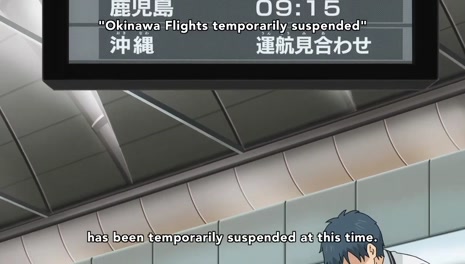 鹿児島 09:15
"Okinawa Flights temporarily suspended"
沖縄 運航見合わせ
has been temporarily suspended at this time.